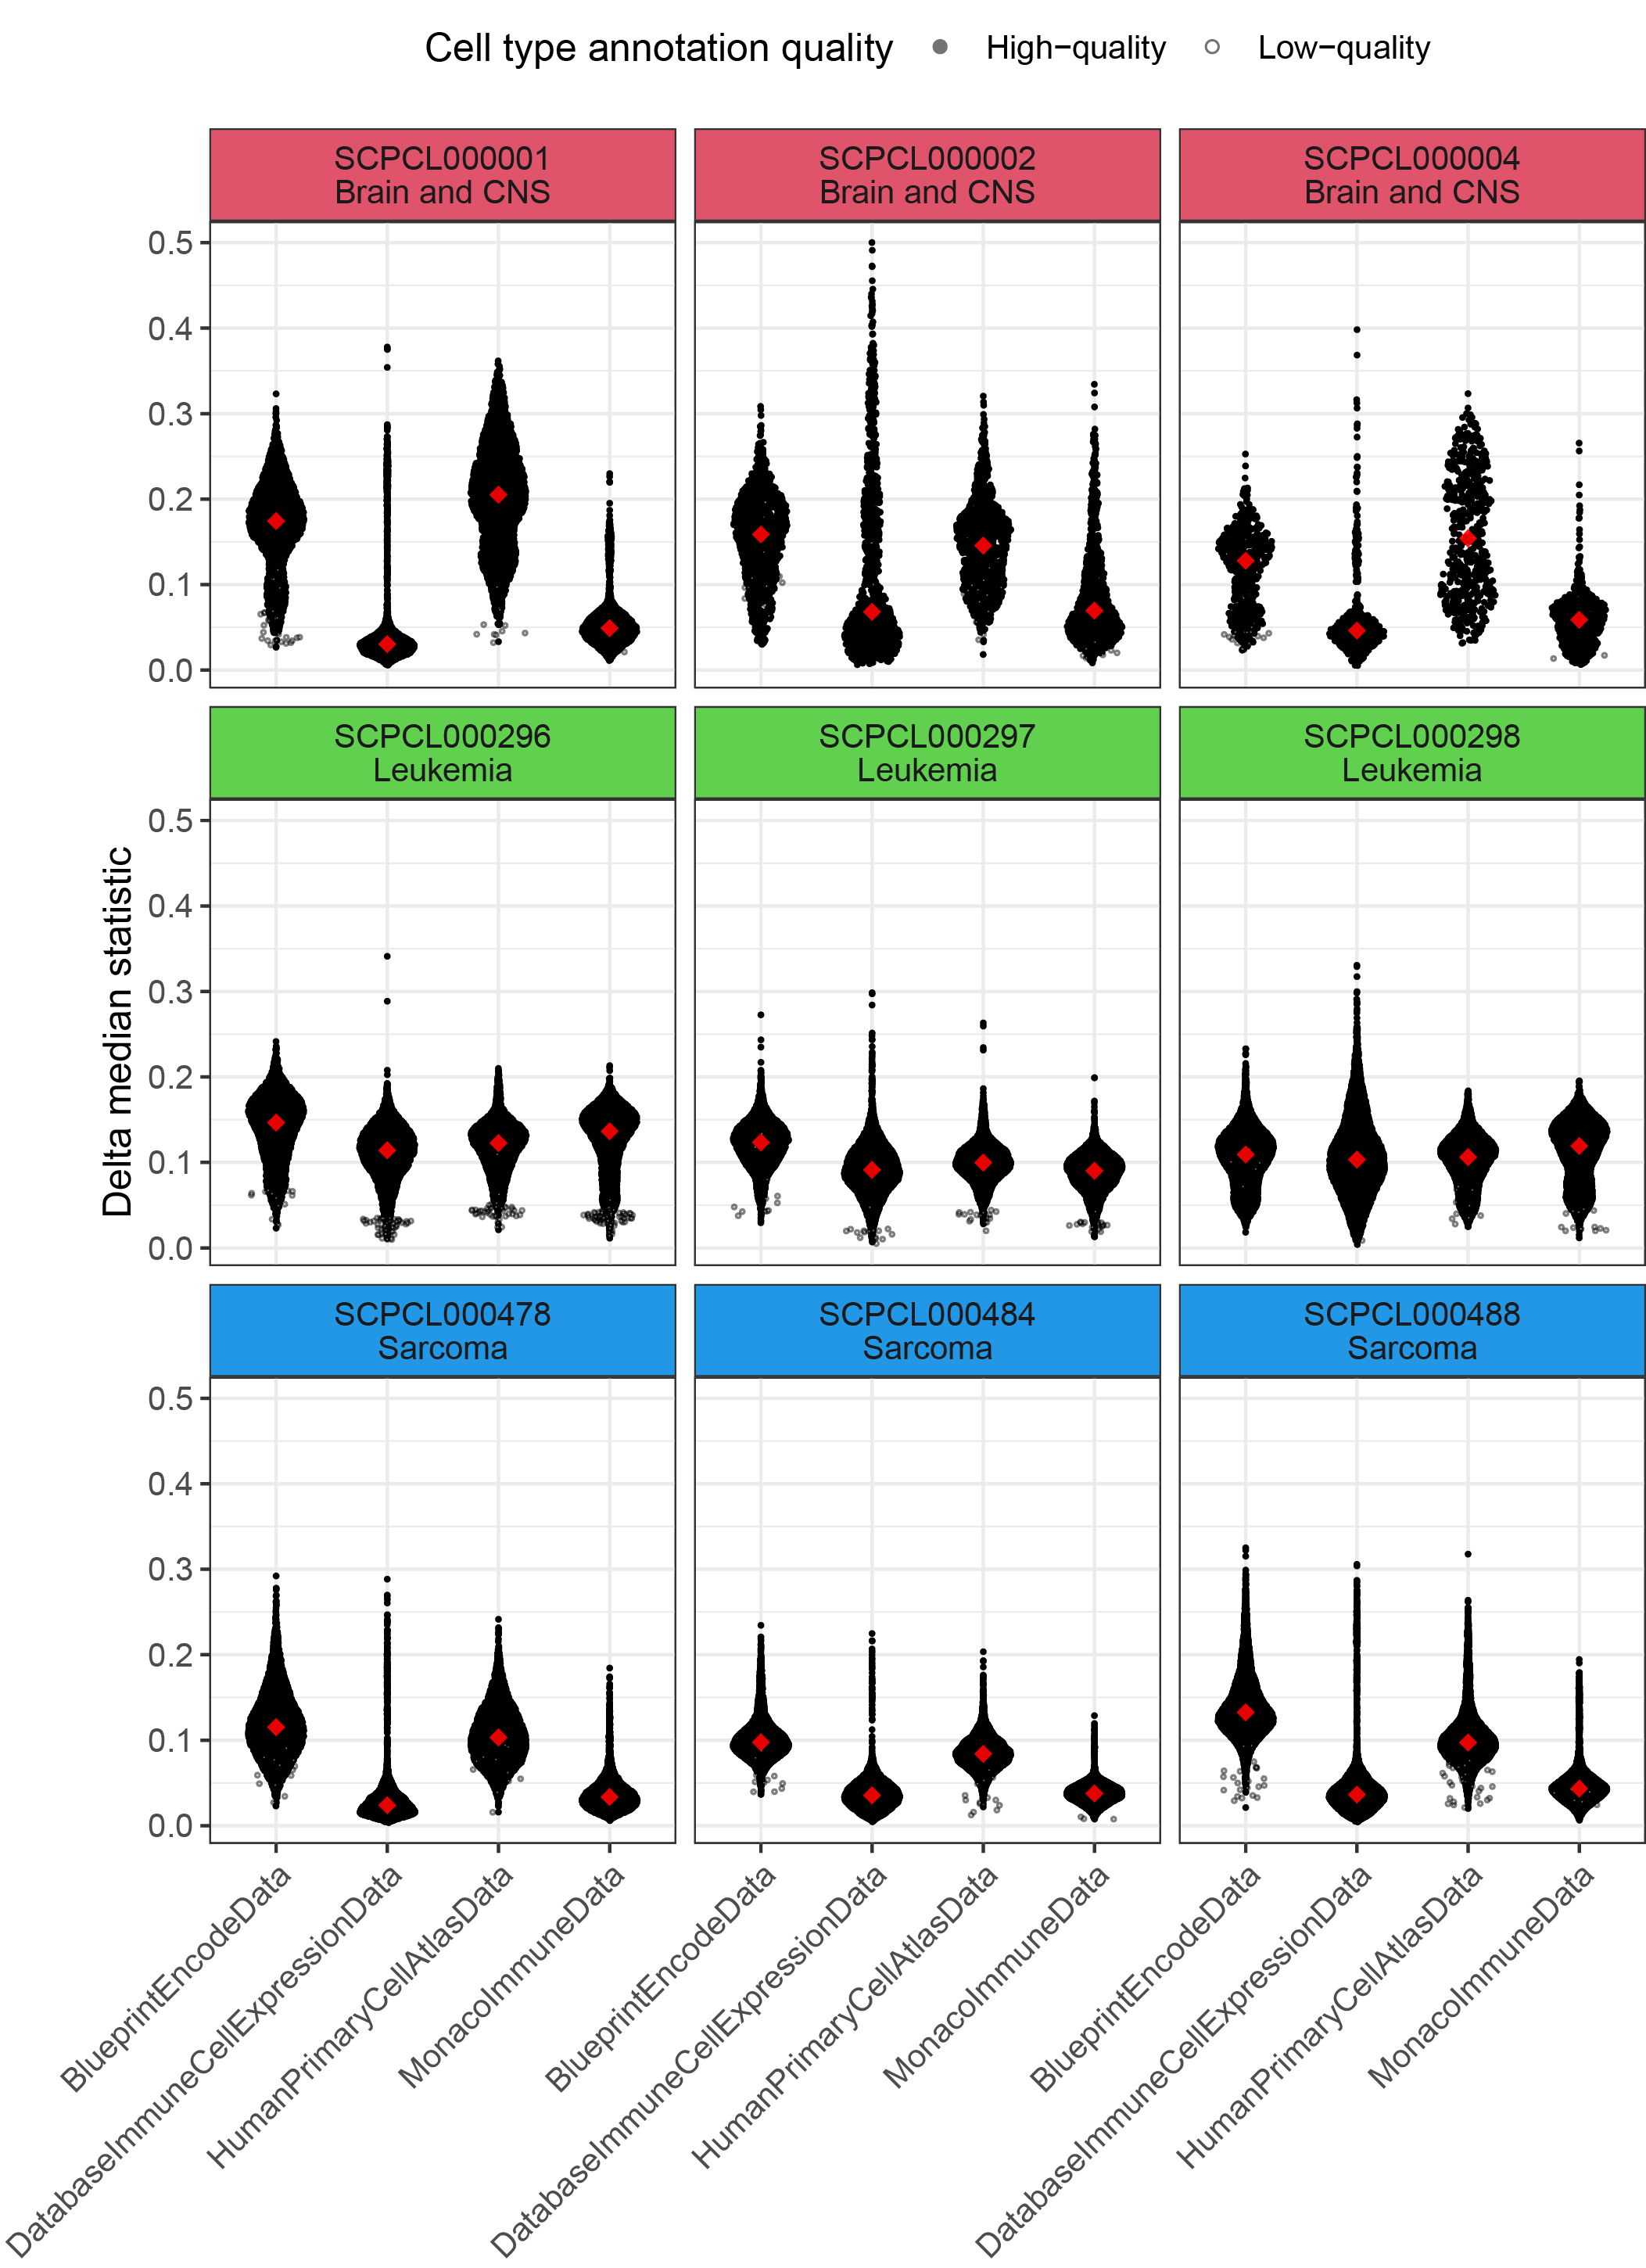 Cell type annotation quality High−quality Low−quality
SCPCL000001
Brain and CNS
SCPCL000002
Brain and CNS
SCPCL000004
Brain and CNS
0.5
0.4
0.3
0.2
0.1
0.0
SCPCL000296
Leukemia
SCPCL000297
Leukemia
SCPCL000298
Leukemia
0.5
0.4
0.3
0.2
0.1
0.0
Delta median statistic
SCPCL000478
Sarcoma
SCPCL000484
Sarcoma
SCPCL000488
Sarcoma
0.5
0.4
0.3
0.2
0.1
0.0
BlueprintEncodeData
DatabaseImmuneCellExpressionData
HumanPrimaryCellAtlasData
MonacoImmuneData
BlueprintEncodeData
DatabaseImmuneCellExpressionData
HumanPrimaryCellAtlasData
MonacoImmuneData
BlueprintEncodeData
DatabaseImmuneCellExpressionData
HumanPrimaryCellAtlasData
MonacoImmuneData